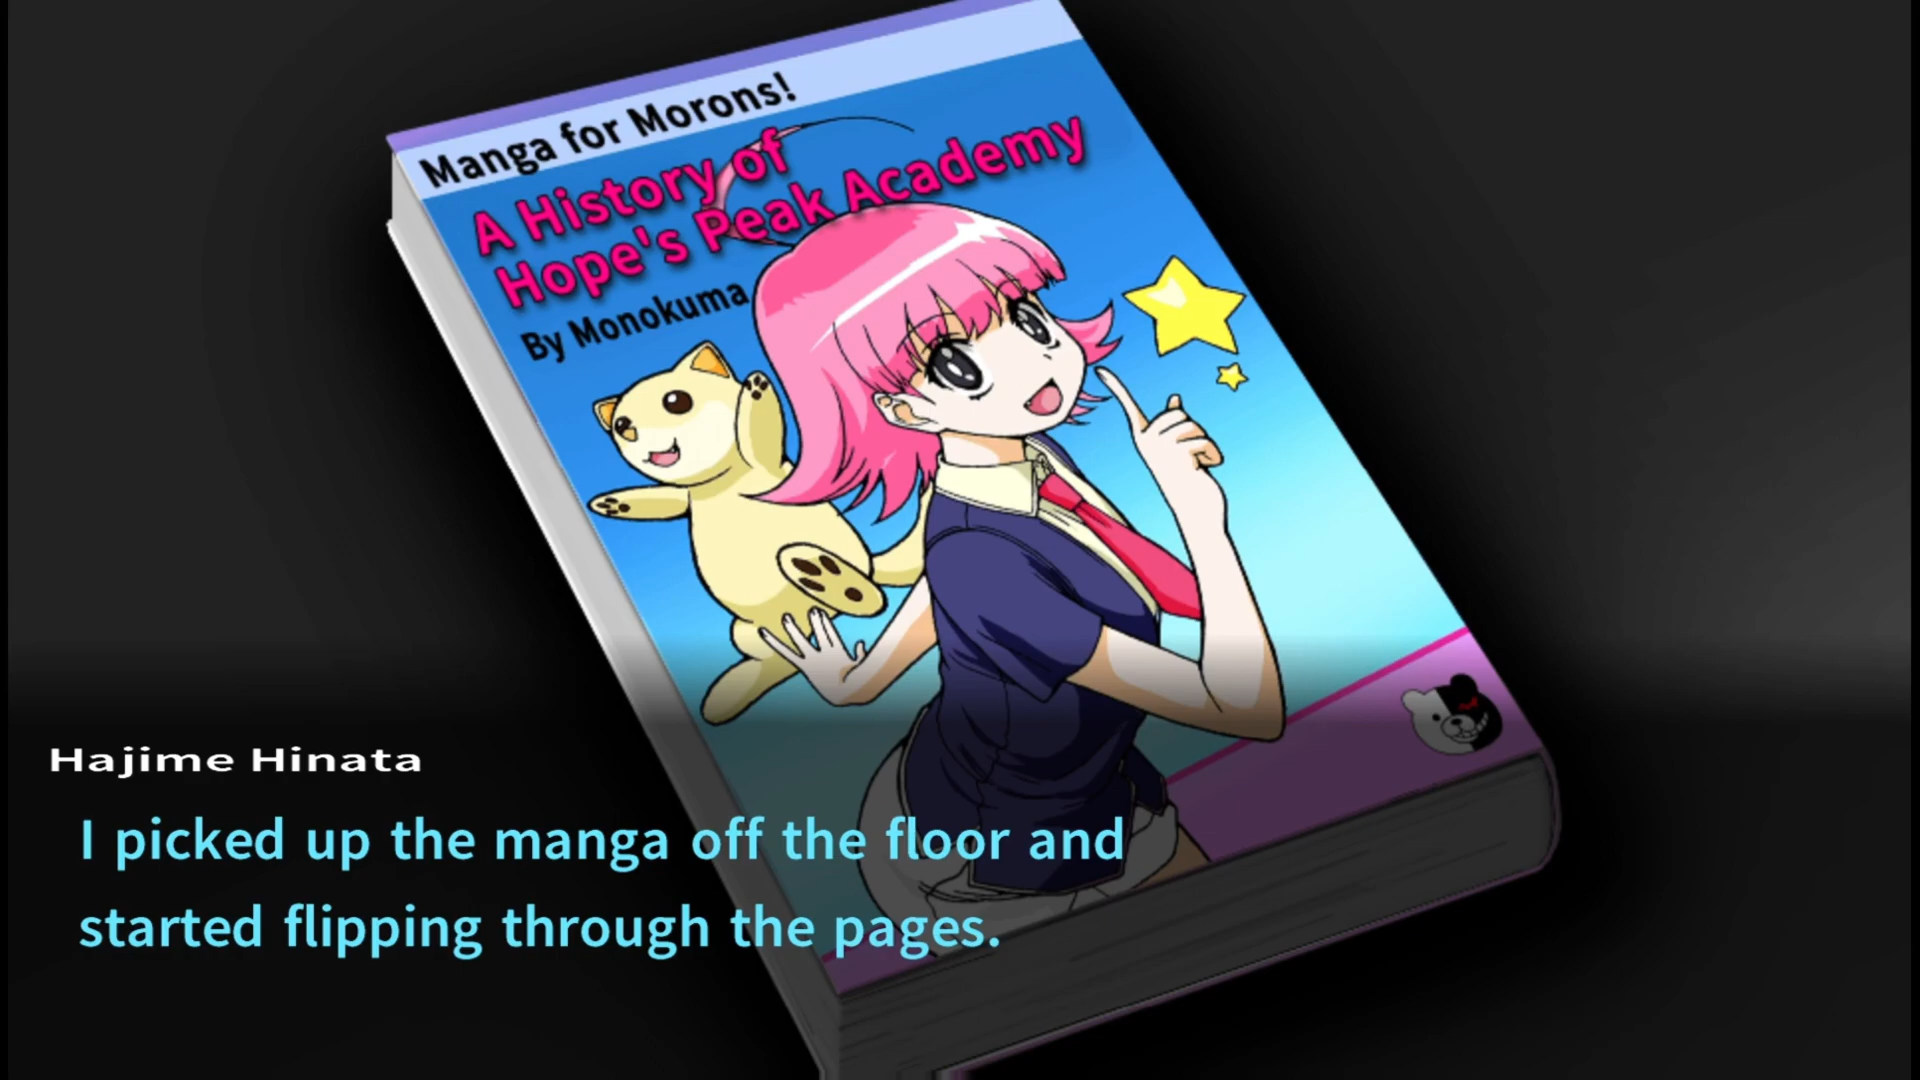 Manga for Morons!
A History of
Hope's Peak Academy
By Monokuma
Hajime Hinata
I picked up the manga off the floor and
started flipping through the pages.